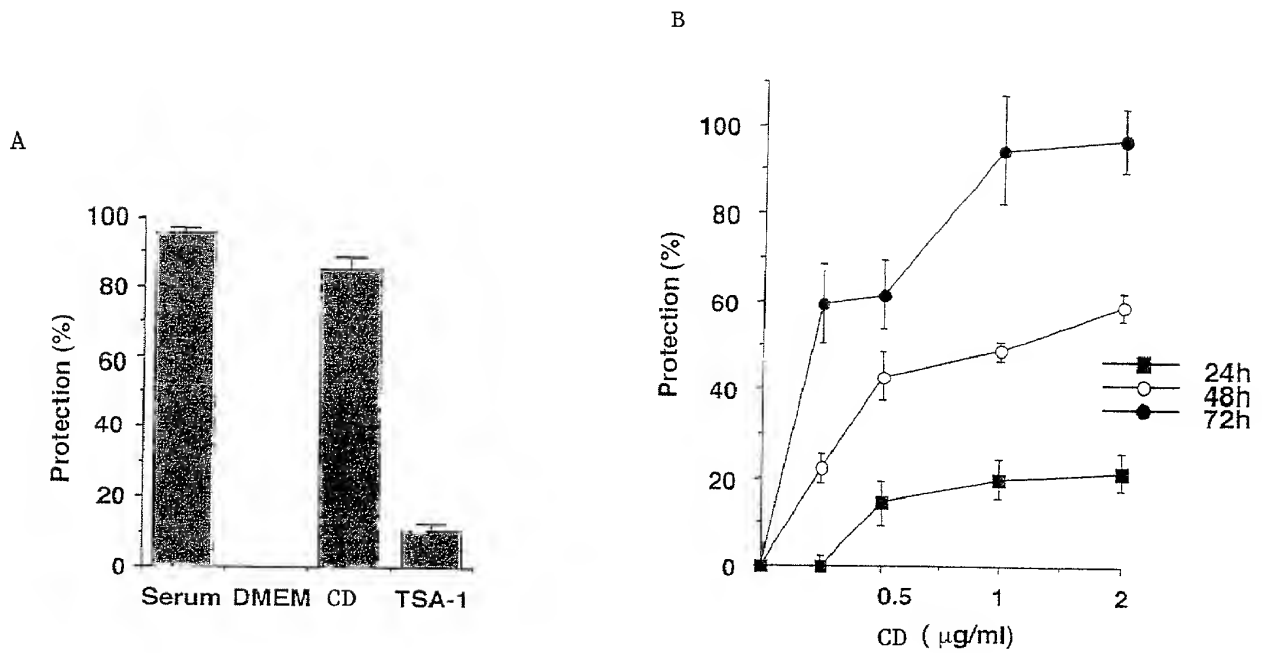 A
Protection (%)
100
80
60
40
20
0
Serum DMEM CD TSA-1
B
Protection (%)
100
80
60
40
20
0
0.5 1 2
CD ( μg/ml)
24h
48h
72h